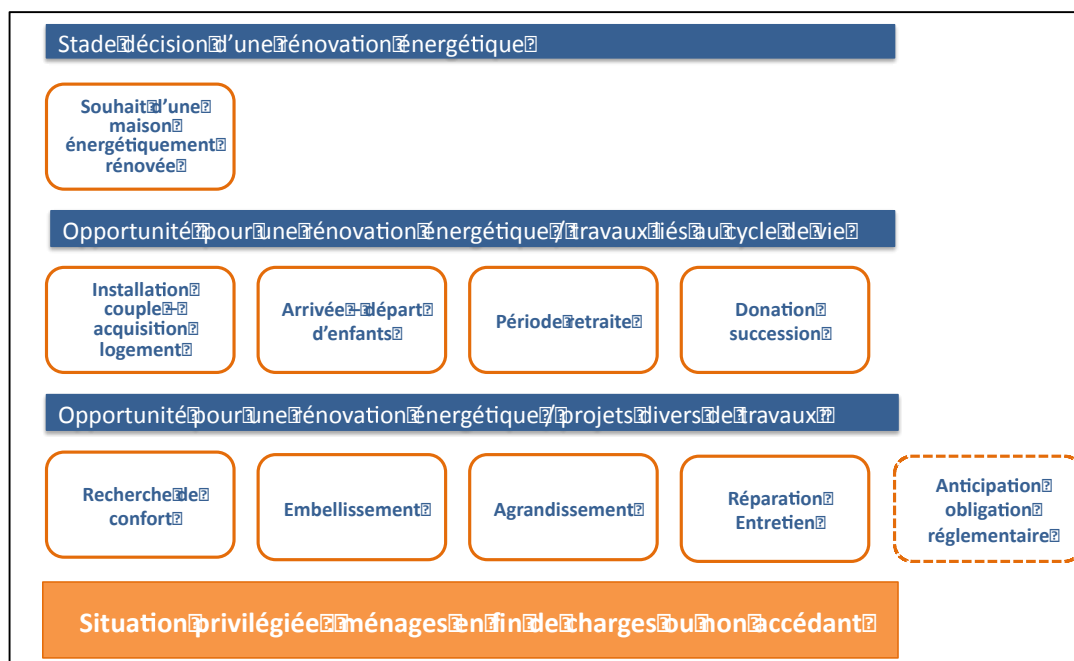 Stade décision d'une rénovation énergétique
Souhait d'une
maison
énergétiquement
rénovée
Opportunité pour une rénovation énergétique / travaux liés au cycle de vie
Installation
couple –
acquisition
logement
Arrivée – départ
d'enfants
Période retraite
Donation
succession
Opportunité pour une rénovation énergétique / projets divers de travaux
Recherche de
confort
Embellissement
Agrandissement
Réparation
Entretien
Anticipation
obligation
réglementaire
Situation privilégiée ménages en fin de charges ou non accédant